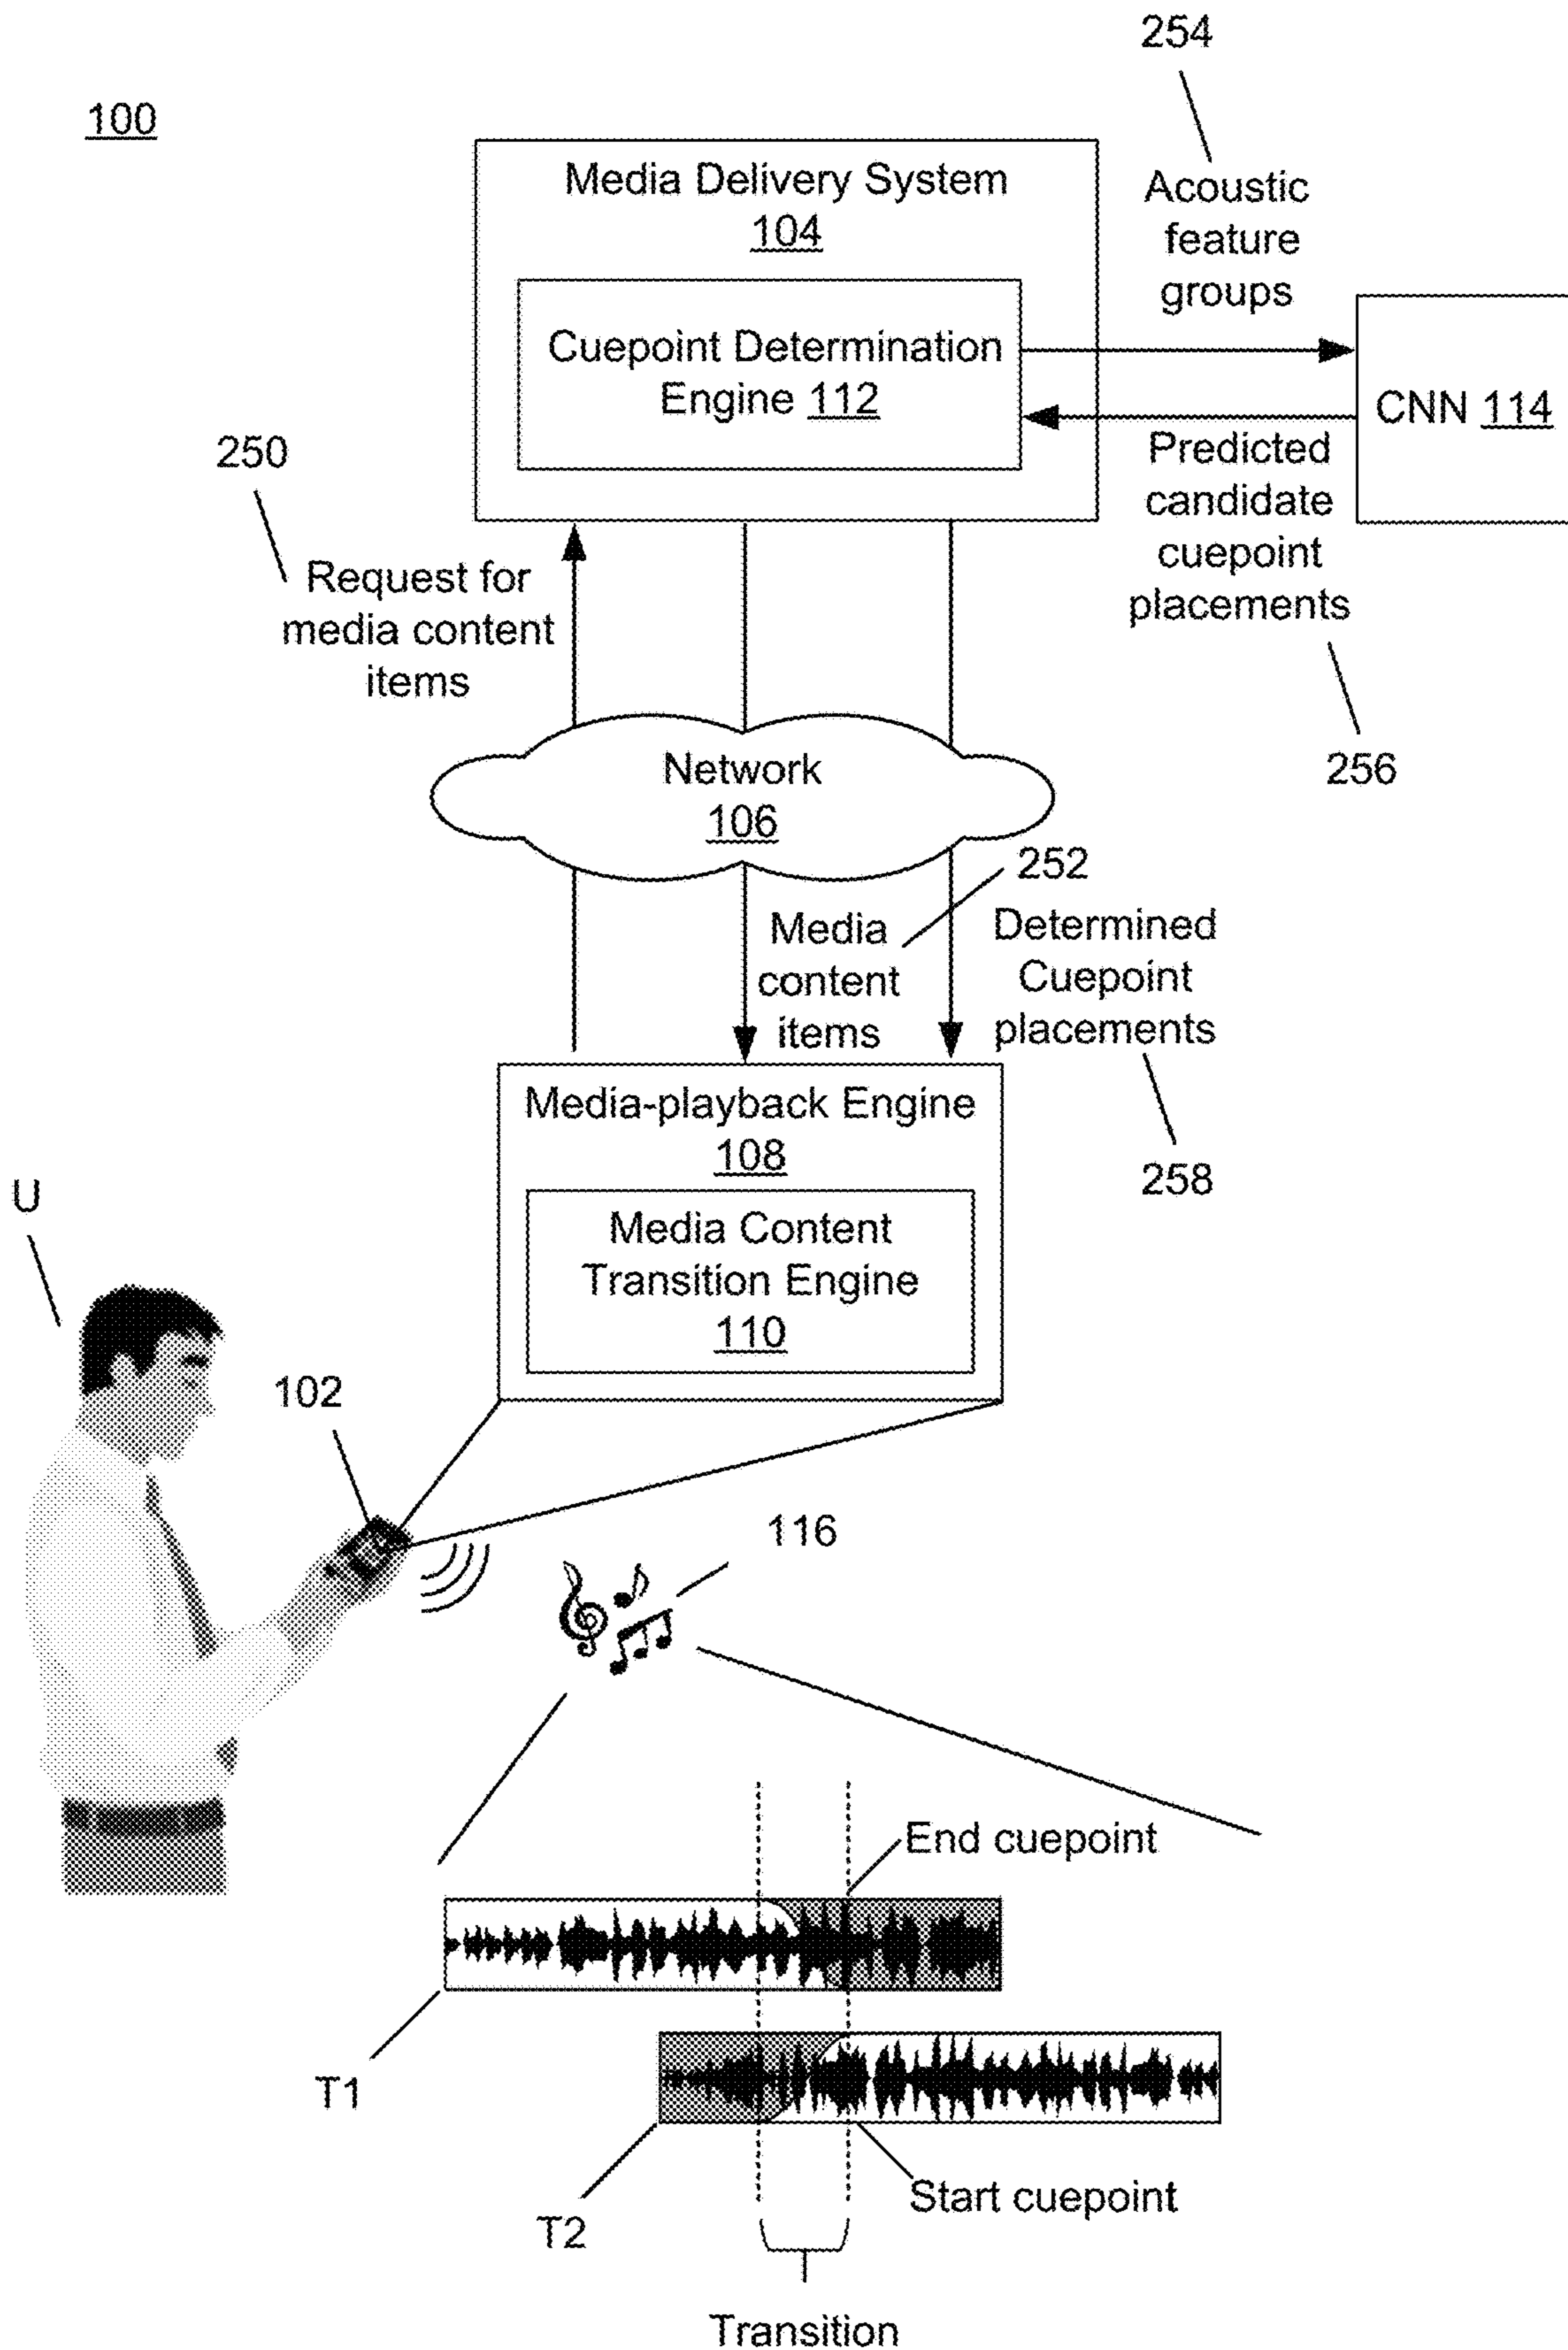 254
100
Media Delivery System
104
Acoustic
feature
groups
Cuepoint Determination
Engine 112
CNN 114
250
Predicted
candidate
cuepoint
placements
Request for
media content
items
256
Network
106
252
Media
content
items
Determined
Cuepoint
placements
Media-playback Engine
108
258
U
Media Content
Transition Engine
110
102
116
End cuepoint
T1
Start cuepoint
T2
Transition